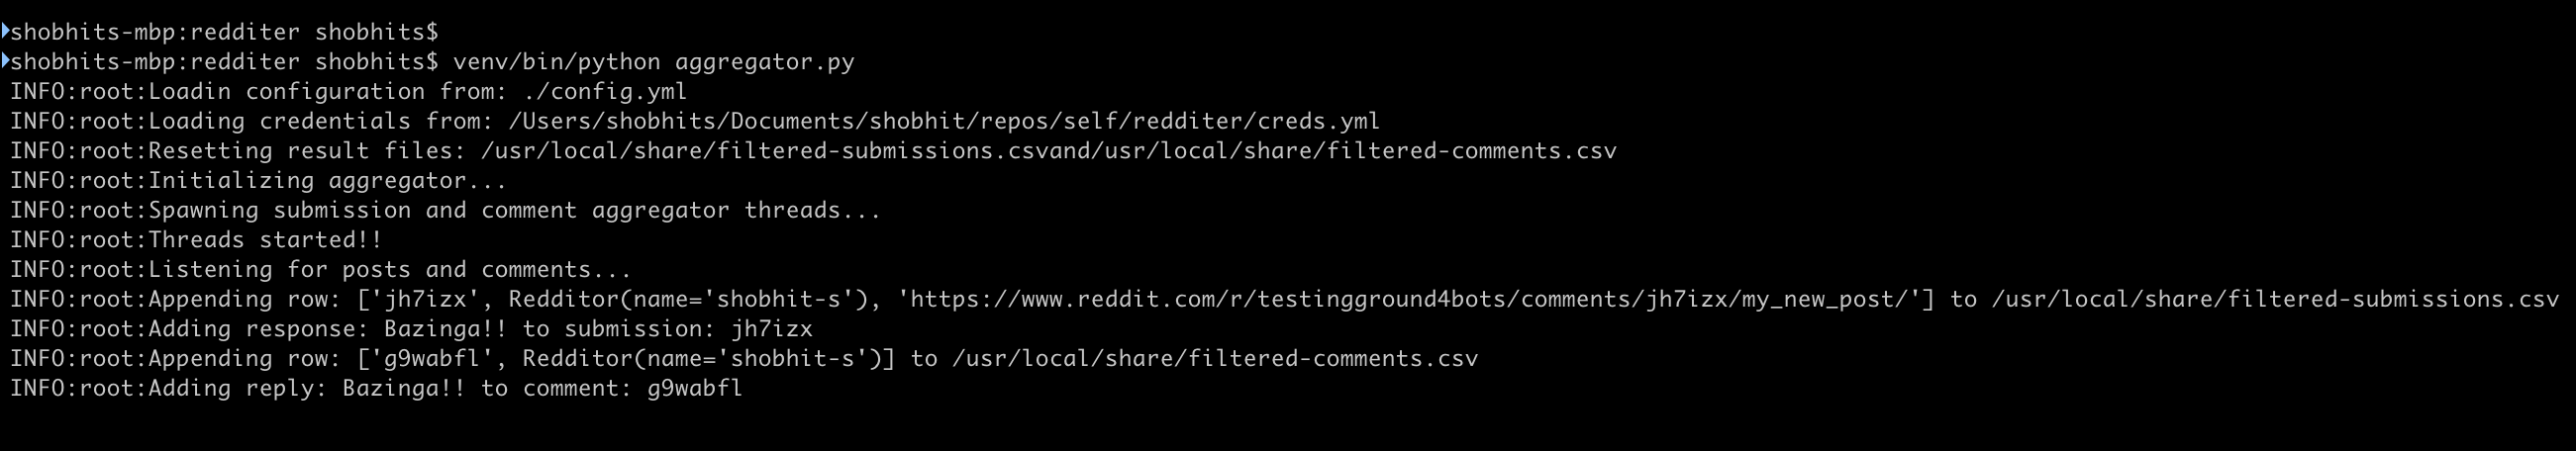 shobhits-mbp:redditer shobhits$
shobhits-mbp:redditer shobhits$ venv/bin/python aggregator.py
INFO:root:Loadin configuration from: ./config.yml
INFO:root:Loading credentials from: /Users/shobhits/Documents/shobhit/repos/self/redditer/creds.yml
INFO:root:Resetting result files: /usr/local/share/filtered-submissions.csvand/usr/local/share/filtered-comments.csv
INFO:root:Initializing aggregator...
INFO:root:Spawning submission and comment aggregator threads...
INFO:root:Threads started!!
INFO:root:Listening for posts and comments...
INFO:root:Appending row: ['jh7izx', Redditor(name='shobhit-s'), 'https://www.reddit.com/r/testingground4bots/comments/jh7izx/my_new_post/'] to /usr/local/share/filtered-submissions.csv
INFO:root:Adding response: Bazinga!! to submission: jh7izx
INFO:root:Appending row: ['g9wabfl', Redditor(name='shobhit-s')] to /usr/local/share/filtered-comments.csv
INFO:root:Adding reply: Bazinga!! to comment: g9wabfl